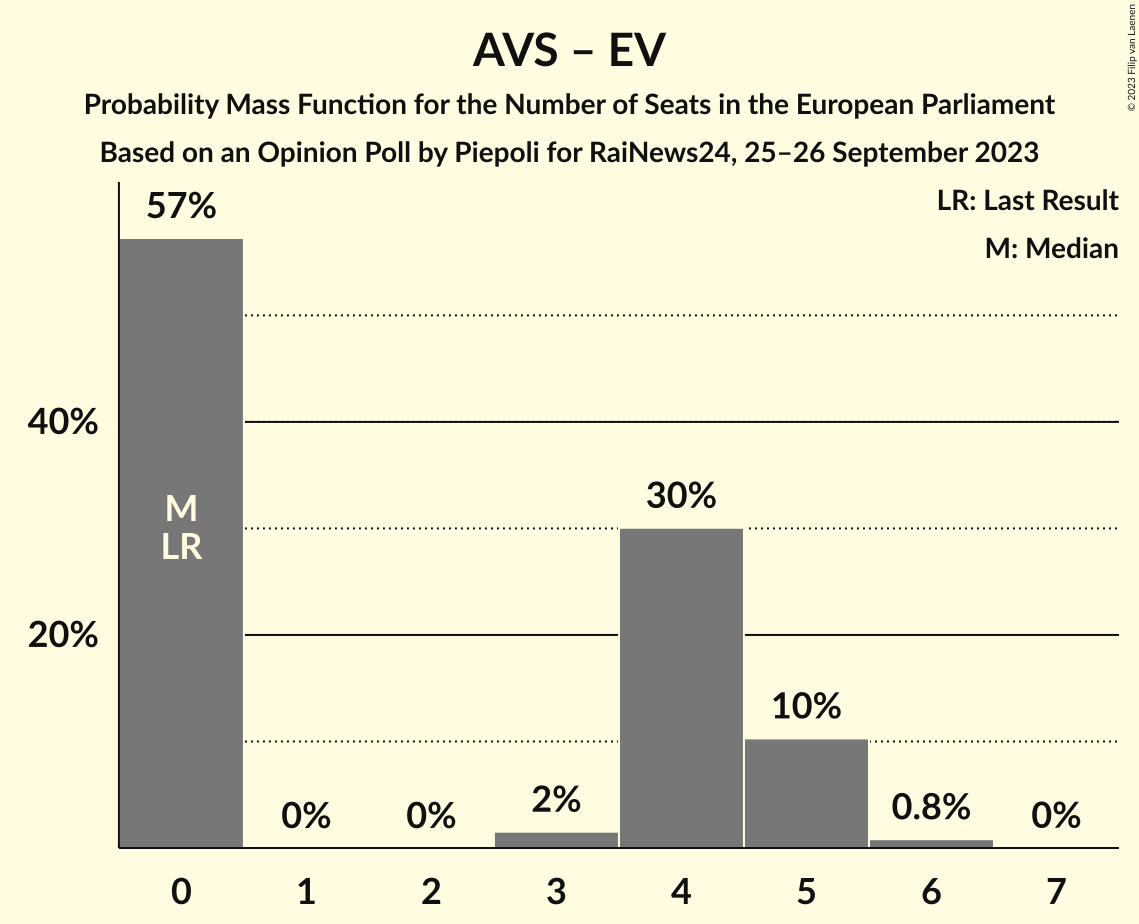 AVS – EV
Probability Mass Function for the Number of Seats in the European Parliament
Based on an Opinion Poll by Piepoli for RaiNews24, 25–26 September 2023
© 2023 Filip van Laenen
LR: Last Result
M: Median
57%
40%
20%
M
LR
0%
0%
2%
30%
10%
0.8%
0%
0
1
2
3
4
5
6
7